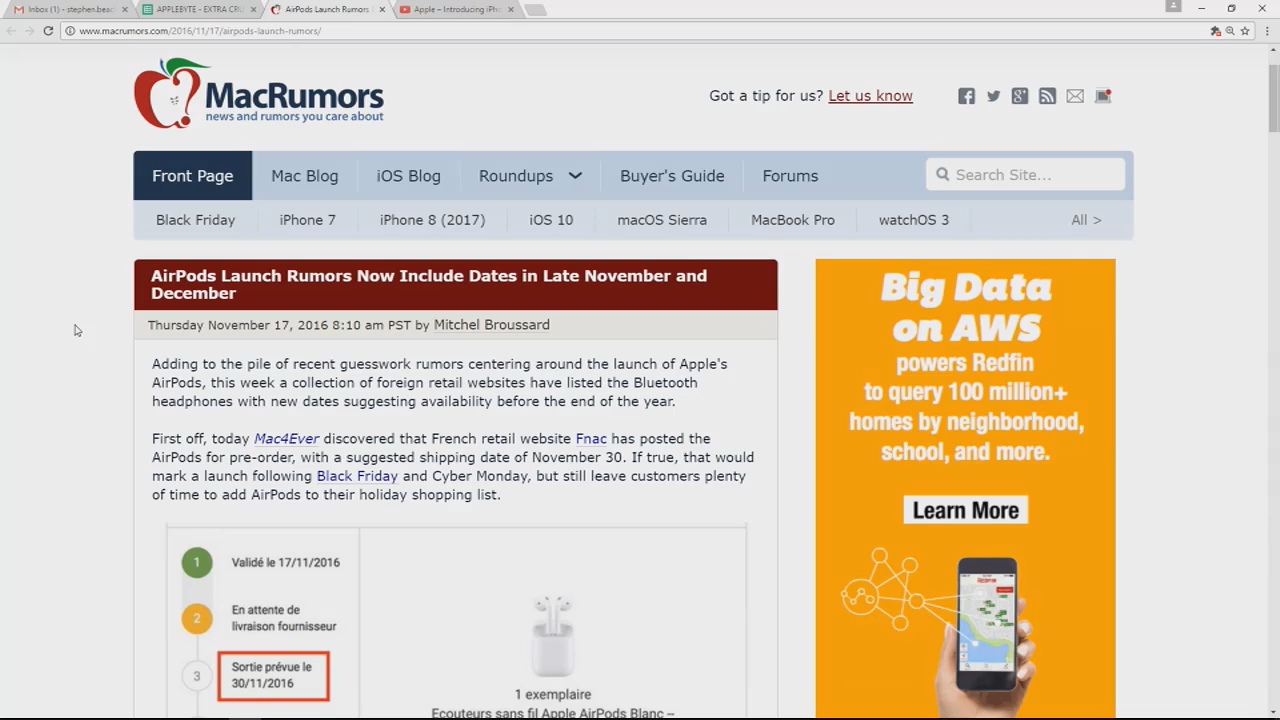 Inbox (1) - stephen.bea
APPLEBYTE - EXTRA CRU
AirPods Launch Rumors
Apple – Introducing iPho
www.macrumors.com/2016/11/17/airpods-launch-rumors/
MacRumors
news and rumors you care about
Got a tip for us? Let us know
Front Page
Mac Blog
iOS Blog
Roundups
Buyer's Guide
Forums
Search Site...
Black Friday
iPhone 7
iPhone 8 (2017)
iOS 10
macOS Sierra
MacBook Pro
watchOS 3
All >
AirPods Launch Rumors Now Include Dates in Late November and
December
Thursday November 17, 2016 8:10 am PST by Mitchel Broussard
Adding to the pile of recent guesswork rumors centering around the launch of Apple's
AirPods, this week a collection of foreign retail websites have listed the Bluetooth
headphones with new dates suggesting availability before the end of the year.
First off, today Mac4Ever discovered that French retail website Fnac has posted the
AirPods for pre-order, with a suggested shipping date of November 30. If true, that would
mark a launch following Black Friday and Cyber Monday, but still leave customers plenty
of time to add AirPods to their holiday shopping list.
1
Validé le 17/11/2016
2
En attente de
livraison fournisseur
3
Sortie prévue le
30/11/2016
1 exemplaire
Ecouteurs sans fil Apple AirPods Blanc –
Big Data
on AWS
powers Redfin
to query 100 million+
homes by neighborhood,
school, and more.
Learn More